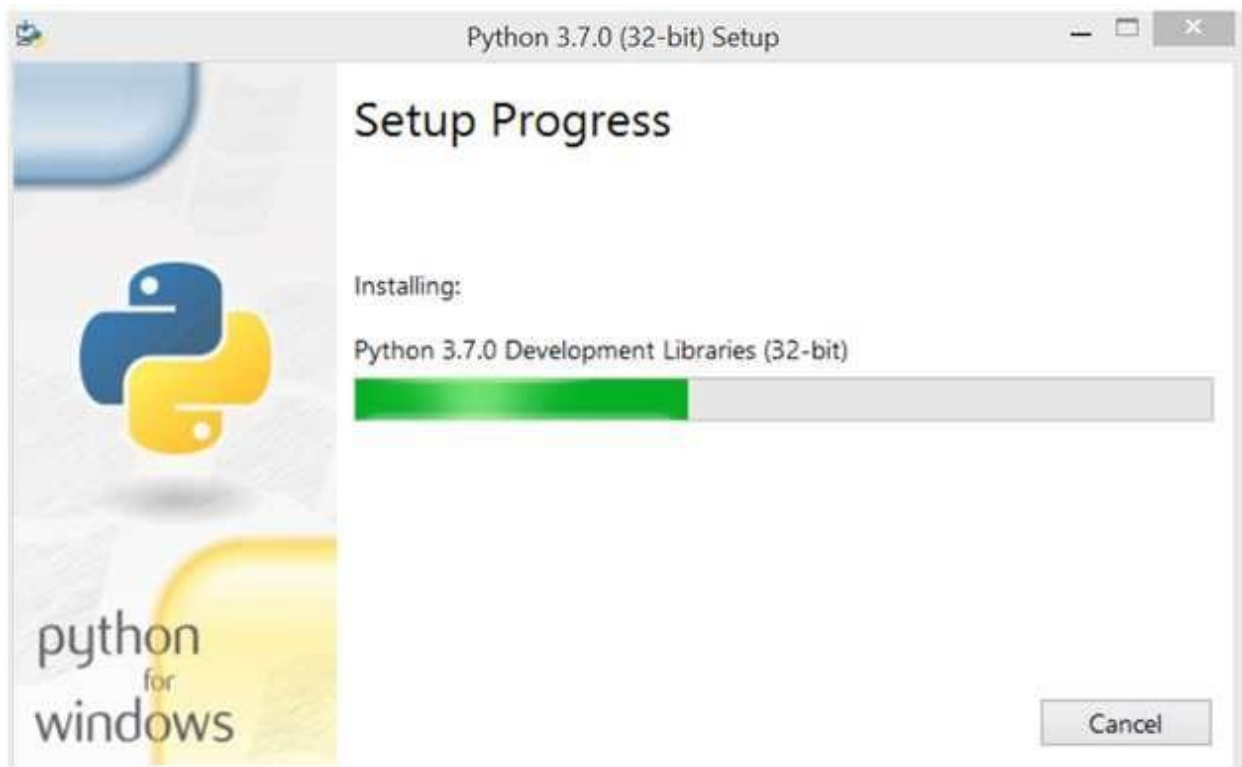 Python 3.7.0 (32-bit) Setup
Setup Progress
Installing:
Python 3.7.0 Development Libraries (32-bit)
python
for
windows
Cancel